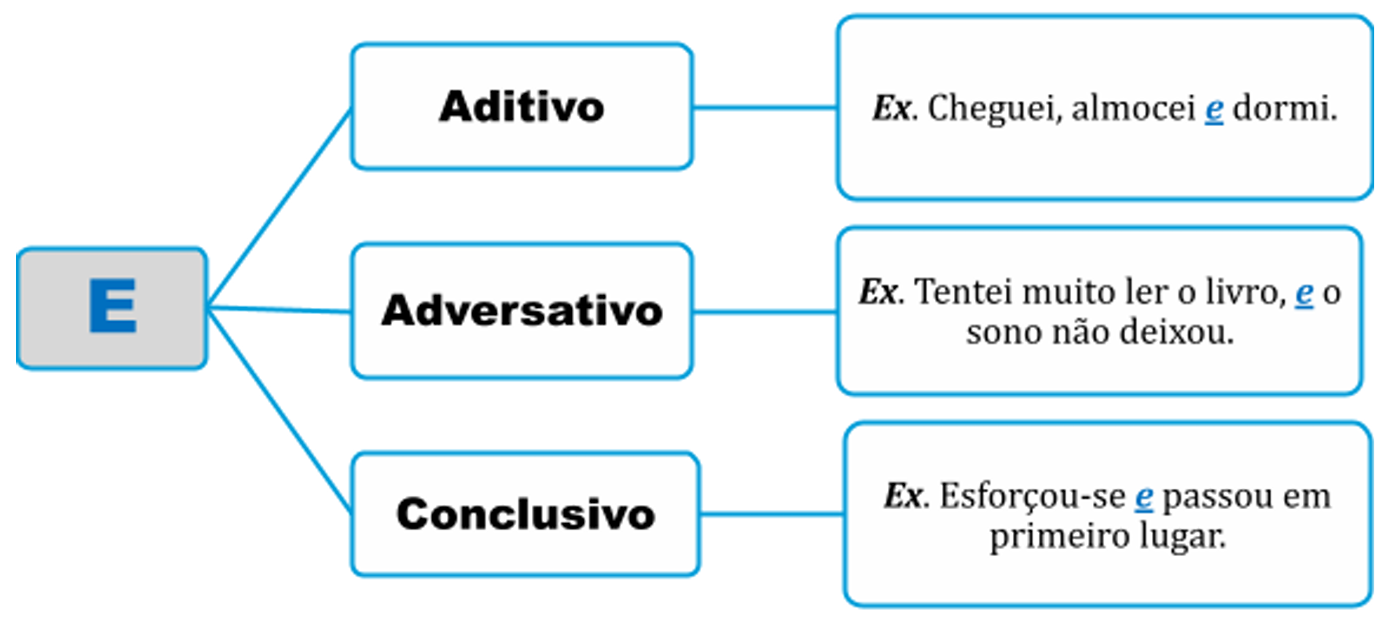 E
Aditivo
Ex. Cheguei, almocei e dormi.
Adversativo
Ex. Tentei muito ler o livro, e o
sono não deixou.
Conclusivo
Ex. Esforçou-se e passou em
primeiro lugar.